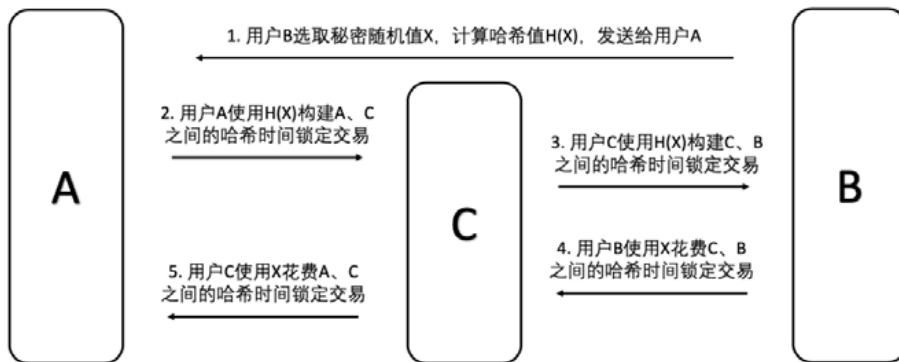 1. 用户B选取秘密随机值X，计算哈希值H(X)，发送给用户A
2. 用户A使用H(X)构建A、C
之间的哈希时间锁定交易
3. 用户C使用H(X)构建C、B
之间的哈希时间锁定交易
A
C
B
4. 用户B使用X花费C、B
之间的哈希时间锁定交易
5. 用户C使用X花费A、C
之间的哈希时间锁定交易